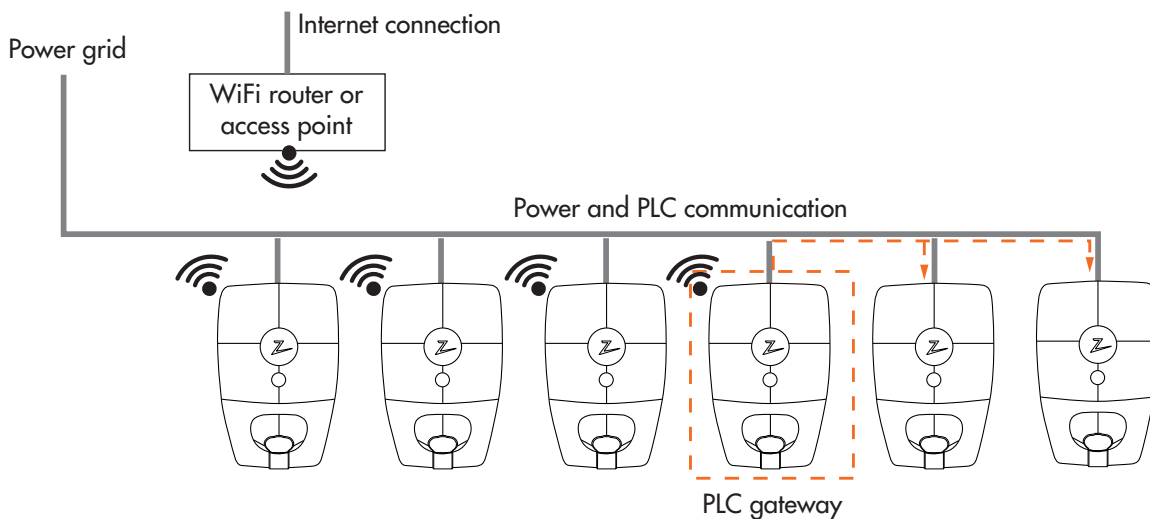 Internet connection
Power grid
WiFi router or
access point
Power and PLC communication
PLC gateway